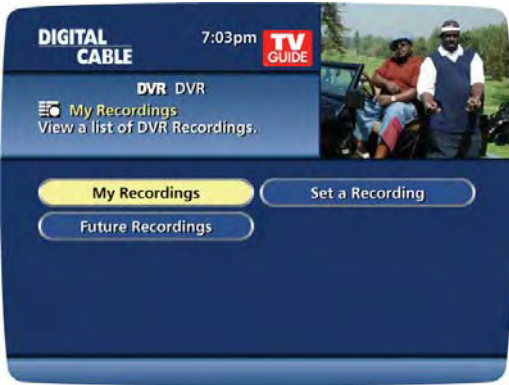 DIGITAL
CABLE
7:03pm
TV
GUIDE
DVR DVR
My Recordings
View a list of DVR Recordings.
My Recordings
Set a Recording
Future Recordings